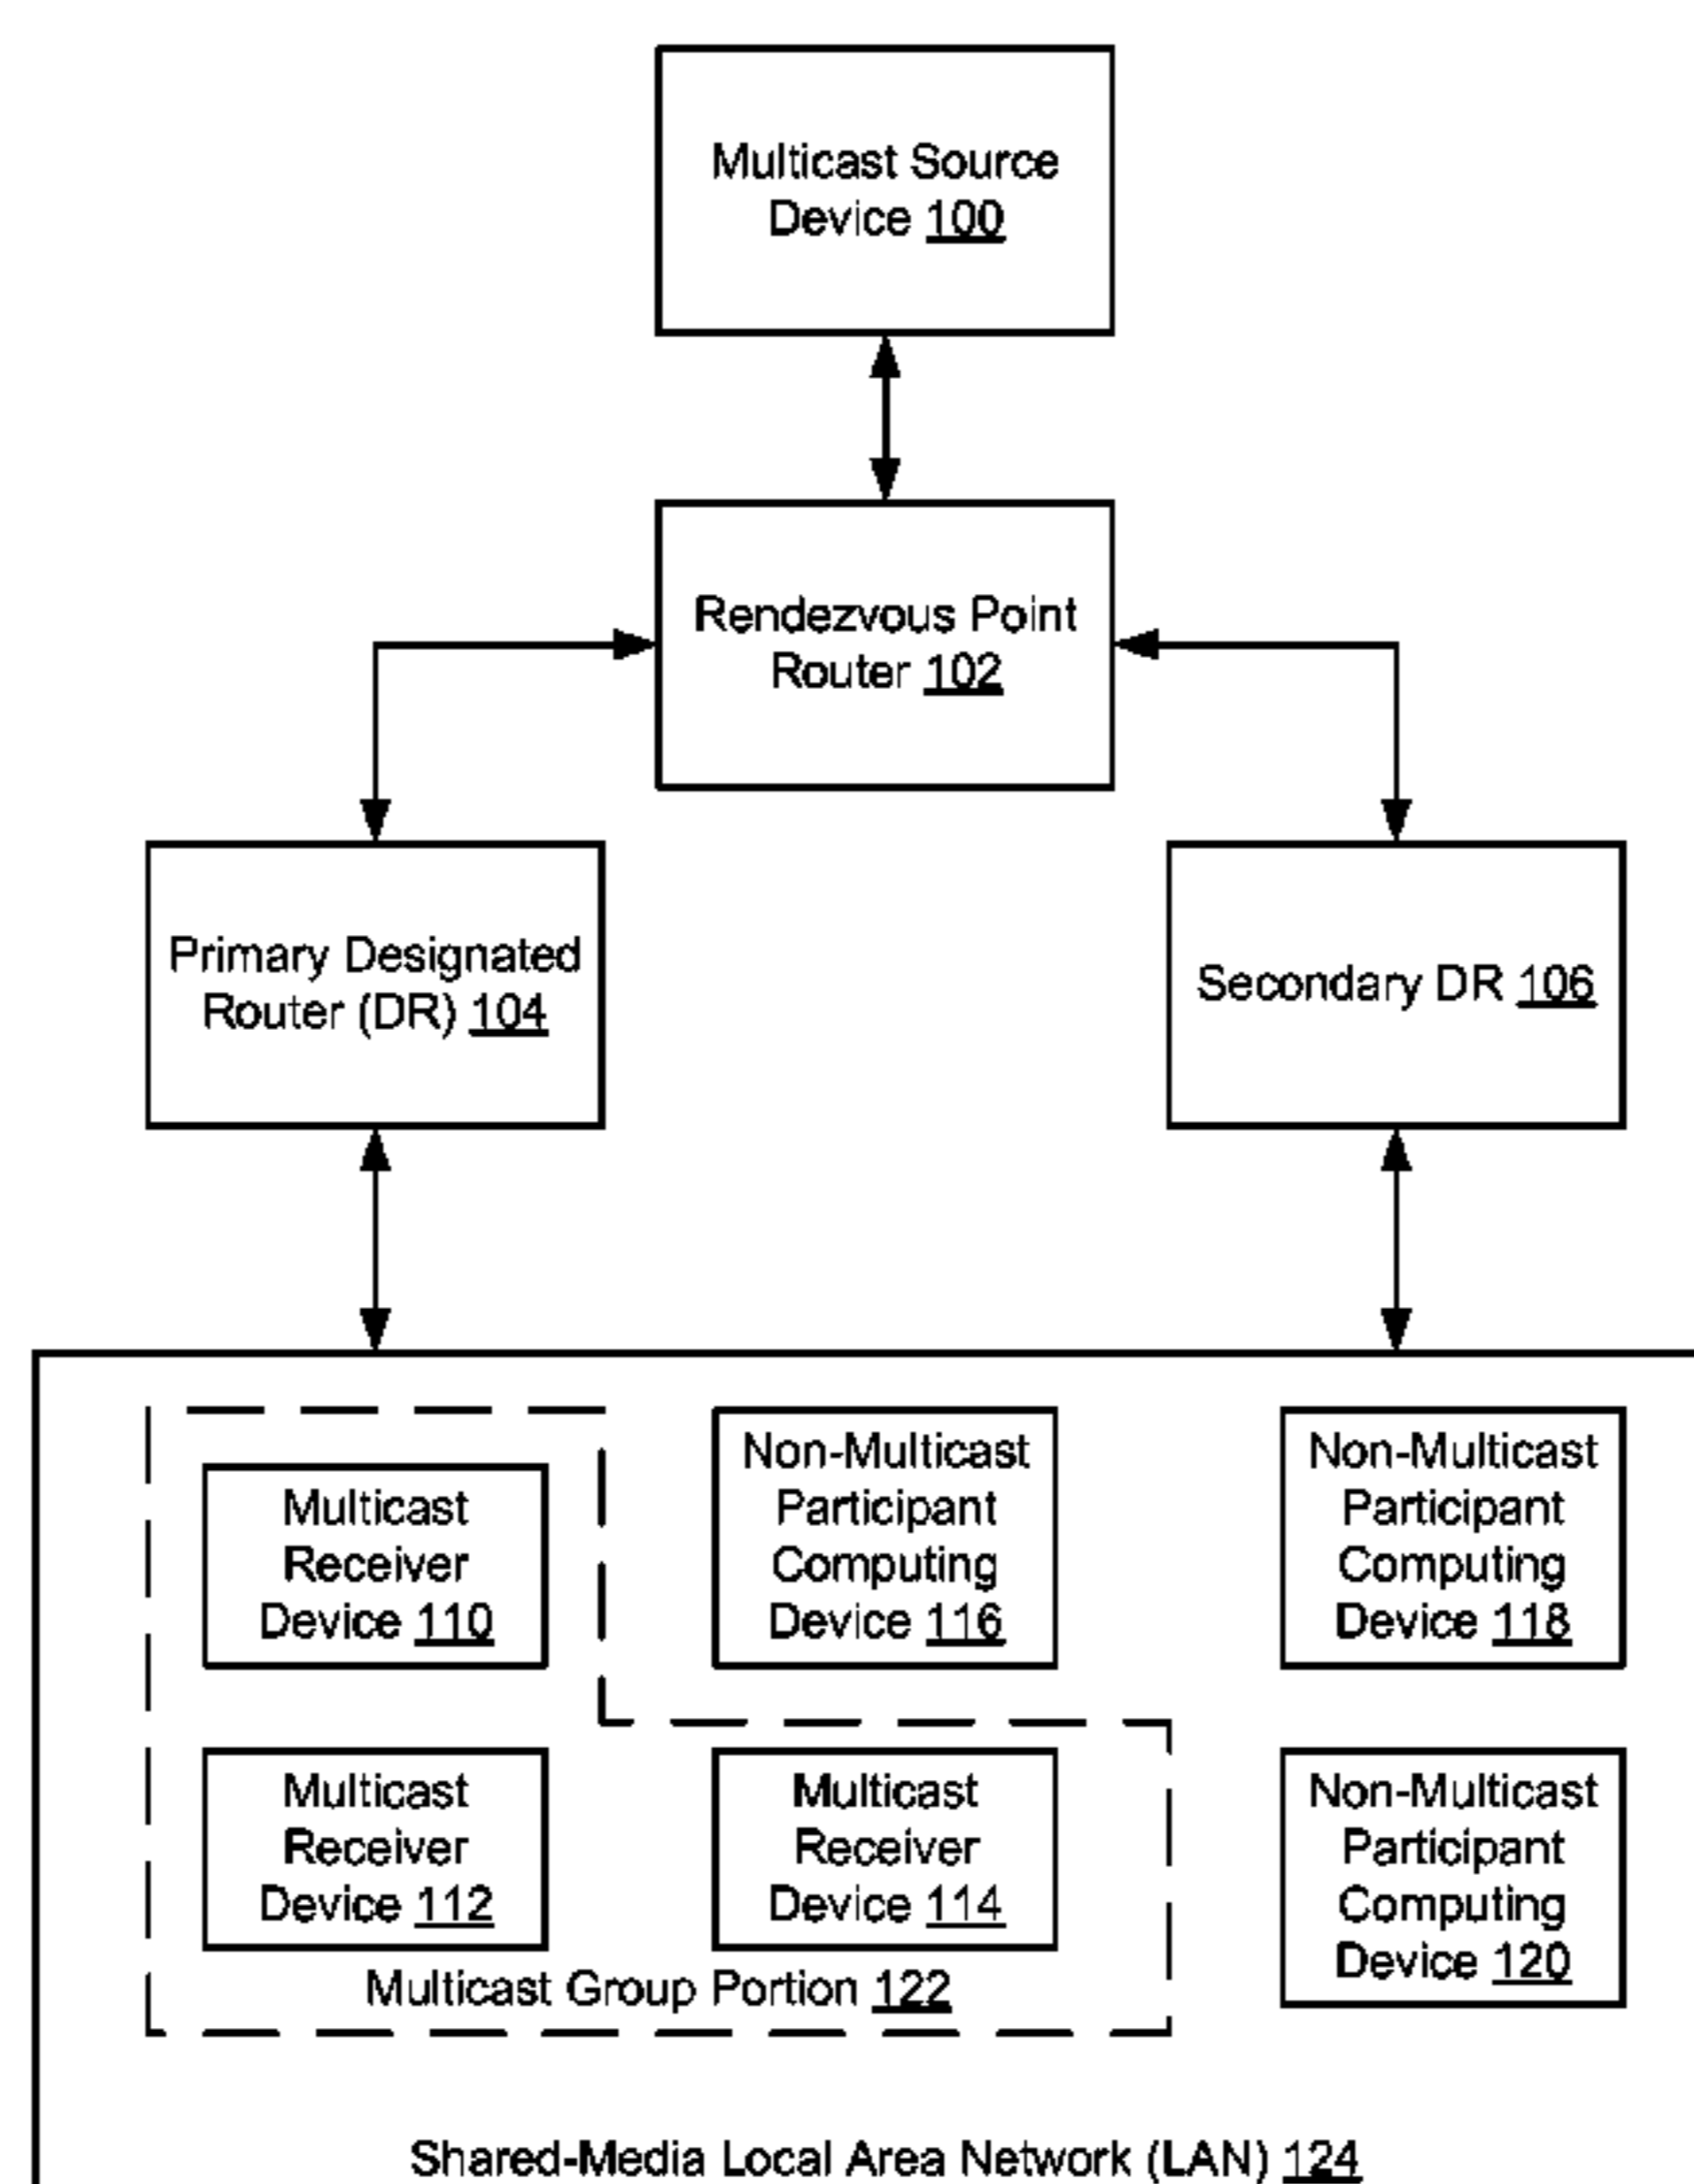 Multicast Source
Device 100
Rendezvous Point
Router 102
Primary Designated
Router (DR) 104
Secondary DR 106
Multicast
Receiver
Device 110
Non-Multicast
Participant
Computing
Device 116
Non-Multicast
Participant
Computing
Device 118
Multicast
Receiver
Device 112
Multicast
Receiver
Device 114
Non-Multicast
Participant
Computing
Device 120
Multicast Group Portion 122
Shared-Media Local Area Network (LAN) 124